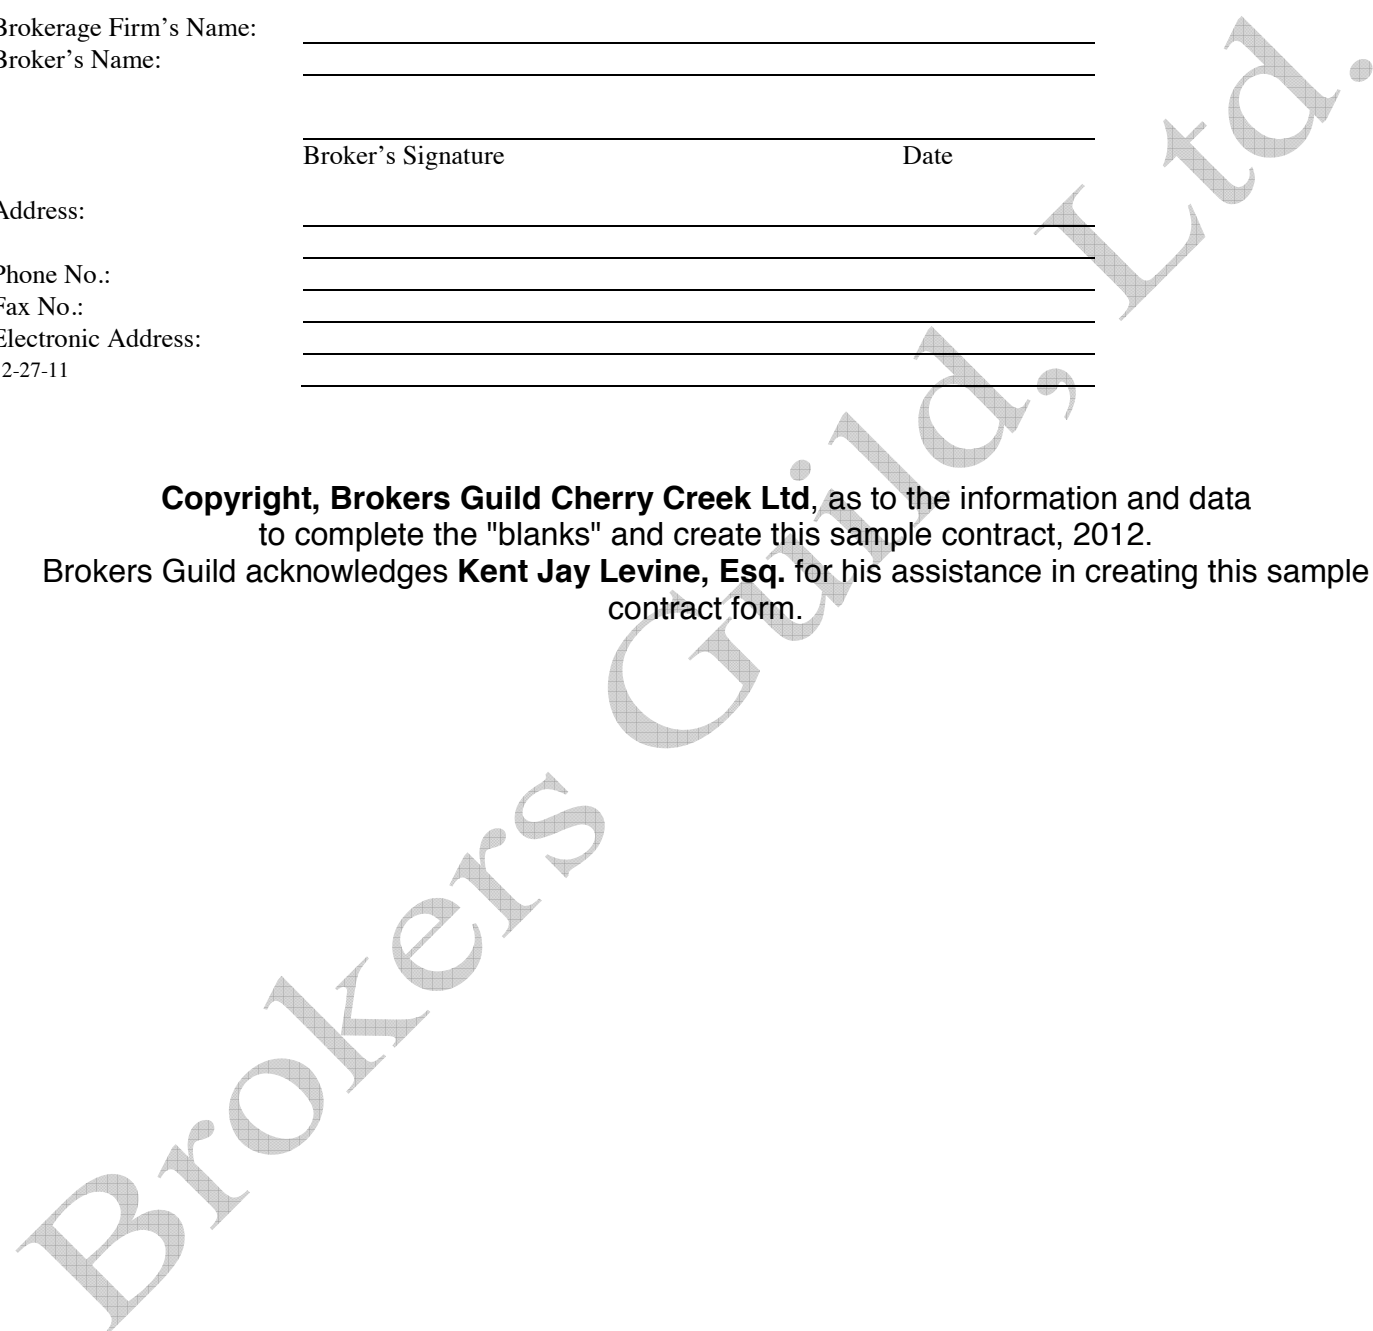 Brokerage Firm’s Name:
Broker’s Name:
Broker’s Signature Date
Address:
Phone No.:
Fax No.:
Electronic Address:
2-27-11
Copyright, Brokers Guild Cherry Creek Ltd, as to the information and data
to complete the "blanks" and create this sample contract, 2012.
Brokers Guild acknowledges Kent Jay Levine, Esq. for his assistance in creating this sample
contract form.
Brokers Guild, Ltd.